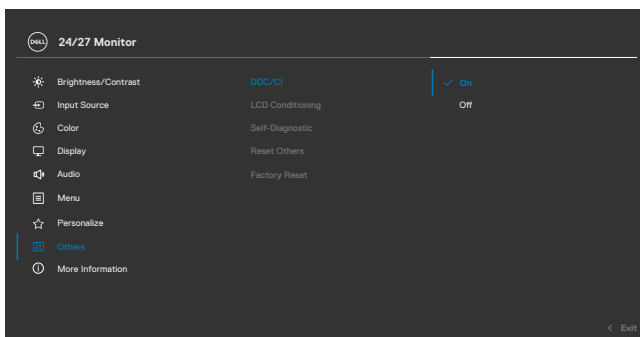 DELL 24/27 Monitor
Brightness/Contrast DDC/CI On
Input Source LCD Conditioning Off
Color Self-Diagnostic
Display Reset Others
Audio Factory Reset
Menu
Personalize
Others
More Information
Exit